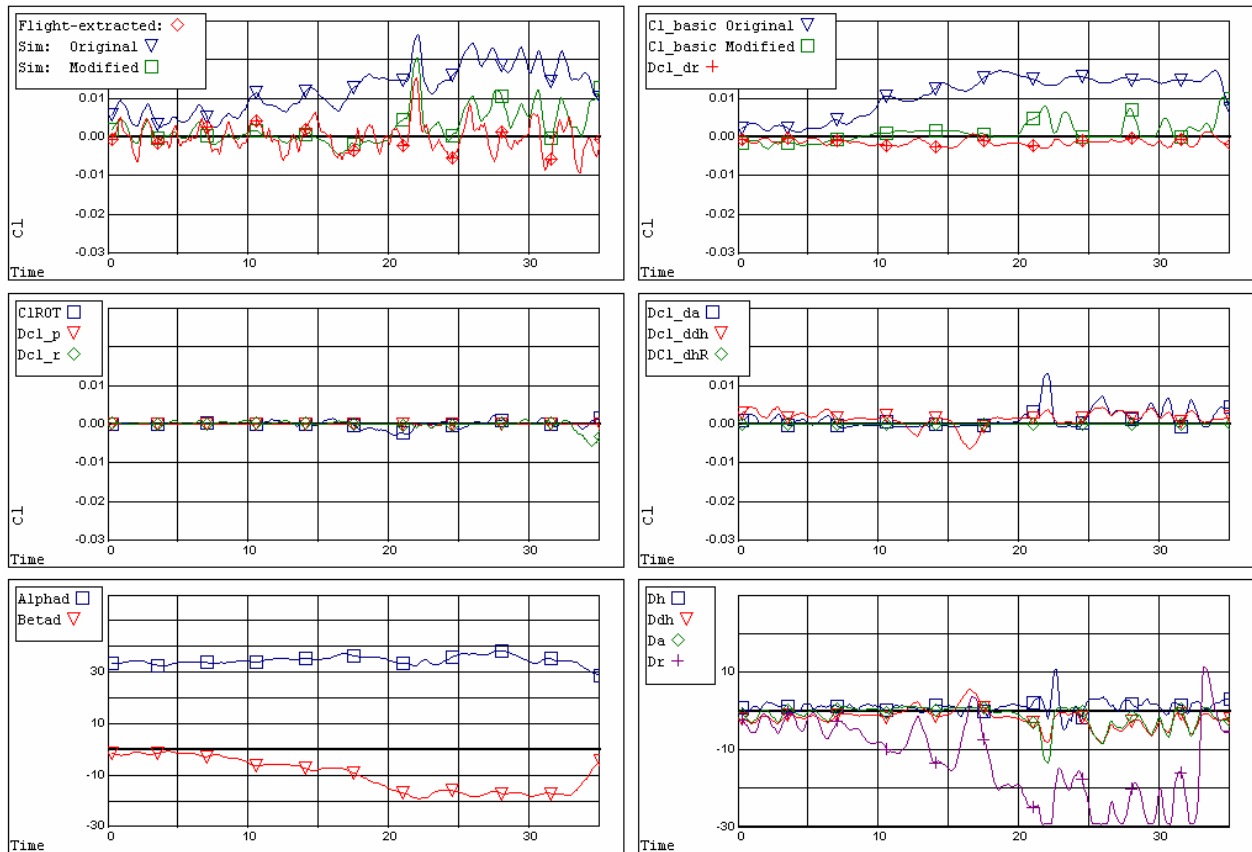 Flight-extracted:
Sim: Original
Sim: Modified
0.01
0.00
-0.01
-0.02
-0.03
Cl
Time
0
10
20
30
Cl_basic Original
Cl_basic Modified
Dcl_dr
0.01
0.00
-0.01
-0.02
-0.03
Cl
Time
0
10
20
30
ClROT
Dcl_p
Dcl_r
0.01
0.00
-0.01
-0.02
-0.03
Cl
Time
0
10
20
30
Dcl_da
Dcl_ddh
DCl_dhR
0.01
0.00
-0.01
-0.02
-0.03
Cl
Time
0
10
20
30
Alphad
Betad
30
10
-10
-30
Time
0
10
20
30
Dh
Ddh
Da
Dr
10
-10
-30
Time
0
10
20
30